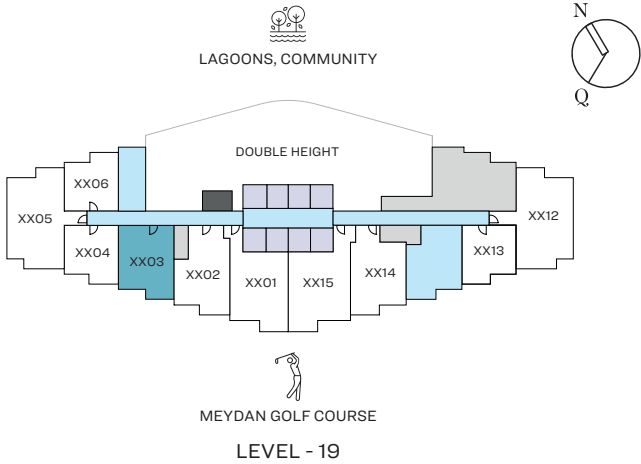 N
LAGOONS, COMMUNITY
Q
DOUBLE HEIGHT
XX06
XX05
XX12
XX04
XX03
XX02
XX01
XX15
XX14
XX13
MEYDAN GOLF COURSE
LEVEL - 19